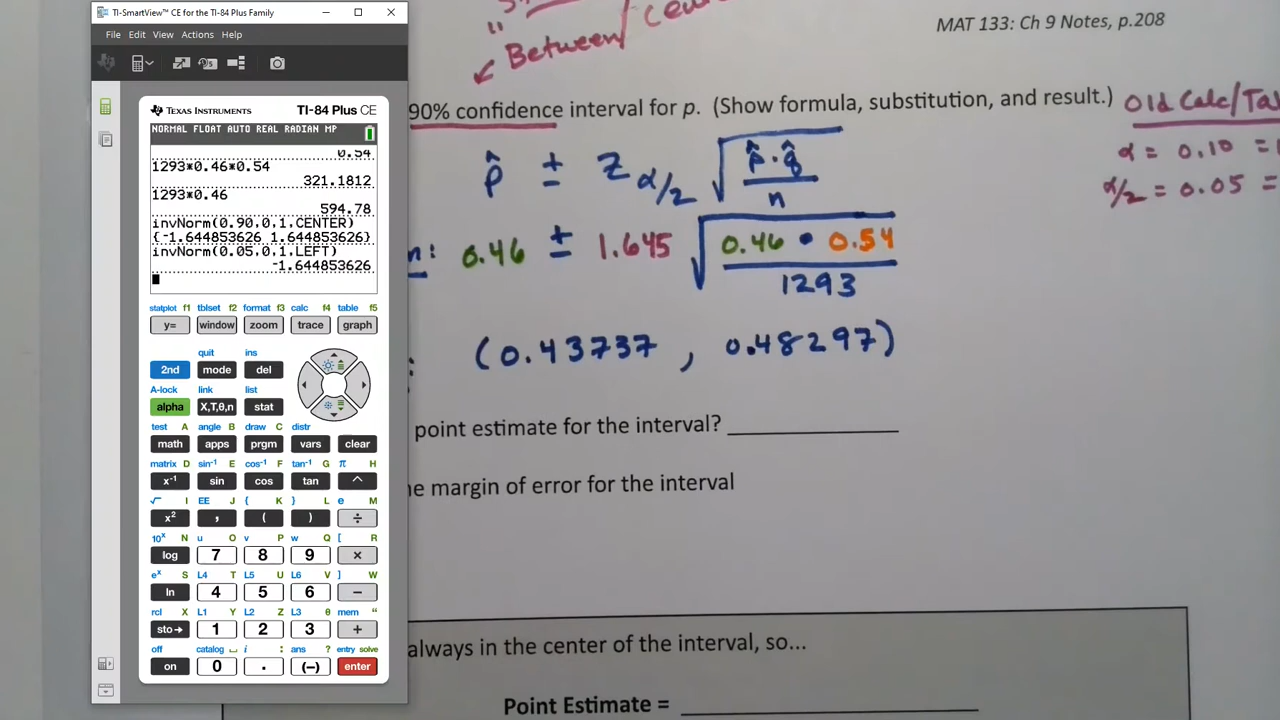 TI-SmartView™ CE for the TI-84 Plus Family
File Edit View Actions Help
TEXAS INSTRUMENTS TI-84 Plus CE
NORMAL FLOAT AUTO REAL RADIAN MP
0.54
1293*0.46*0.54
321.1812
1293*0.46
594.78
invNorm(0.90,0,1,CENTER)
{-1.644853626 1.644853626}
invNorm(0.05,0,1,LEFT)
-1.644853626
statplot f1 tblset f2 format f3 calc f4 table f5
y= window zoom trace graph
quit ins
2nd mode del
A-lock link list
alpha X,T,θ,n stat
test A angle B draw C distr
math apps prgm vars clear
matrix D sin⁻¹ E cos⁻¹ F tan⁻¹ G π H
x⁻¹ sin cos tan ^
√ I EE J { K } L e M
x² , ( ) ÷
10ˣ N u O v P w Q [ R
log 7 8 9 ×
eˣ S L4 T L5 U L6 V ] W
ln 4 5 6 −
rcl X L1 Y L2 Z L3 θ mem "
sto→ 1 2 3 +
off catalog i : ans ? entry solve
on 0 . (−) enter
MAT 133: Ch 9 Notes, p.208
Between
90% confidence interval for p. (Show formula, substitution, and result.)
Old Calc/Ta
α = 0.10 =
α/2 = 0.05 =
p̂ ± Z α/2 √ p̂·q̂ / n
n: 0.46 ± 1.645 √ 0.46 • 0.54 / 1293
: (0.43737 , 0.48297)
point estimate for the interval? ____________
e margin of error for the interval
always in the center of the interval, so...
Point Estimate = ____________